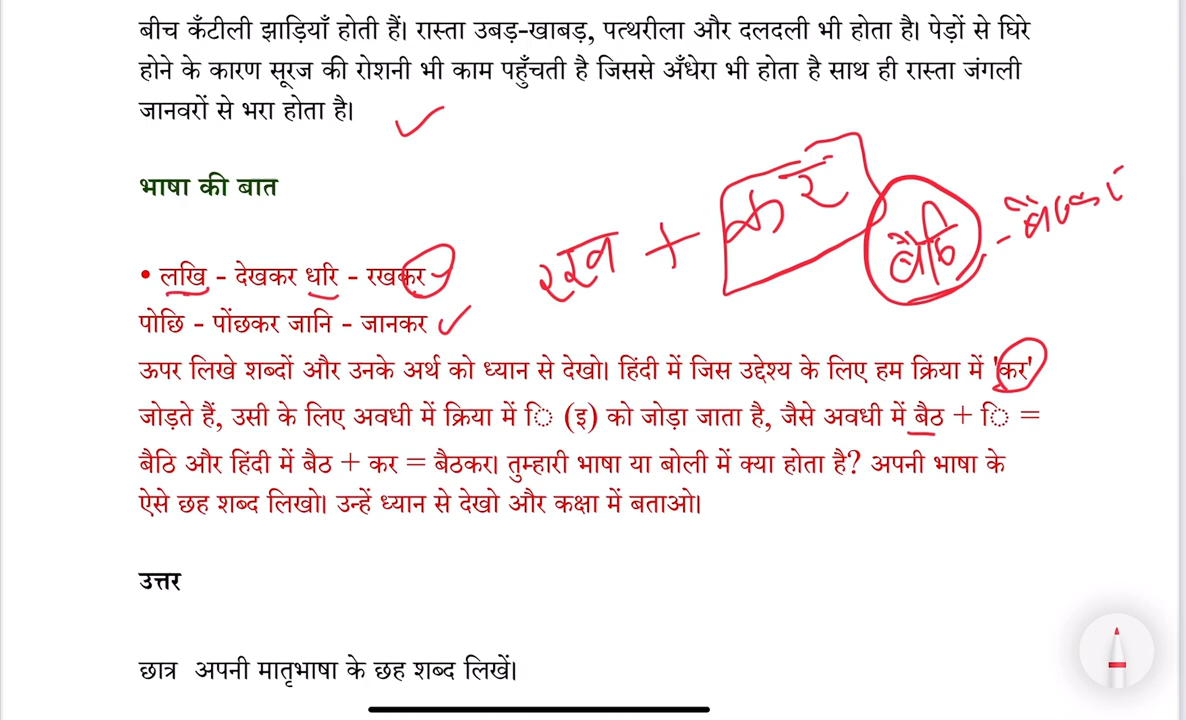 बीच कँटीली झाड़ियाँ होती हैं। रास्ता उबड़-खाबड़, पत्थरीला और दलदली भी होता है। पेड़ों से घिरे
होने के कारण सूरज की रोशनी भी काम पहुँचती है जिससे अँधेरा भी होता है साथ ही रास्ता जंगली
जानवरों से भरा होता है।
भाषा की बात
रख + कर बैठि -
• लखि - देखकर धरि - रखकर
पोछि - पोंछकर जानि - जानकर
ऊपर लिखे शब्दों और उनके अर्थ को ध्यान से देखो। हिंदी में जिस उद्देश्य के लिए हम क्रिया में 'कर'
जोड़ते हैं, उसी के लिए अवधी में क्रिया में ि (इ) को जोड़ा जाता है, जैसे अवधी में बैठ + ि =
बैठि और हिंदी में बैठ + कर = बैठकर। तुम्हारी भाषा या बोली में क्या होता है? अपनी भाषा के
ऐसे छह शब्द लिखो। उन्हें ध्यान से देखो और कक्षा में बताओ।
उत्तर
छात्र अपनी मातृभाषा के छह शब्द लिखें।